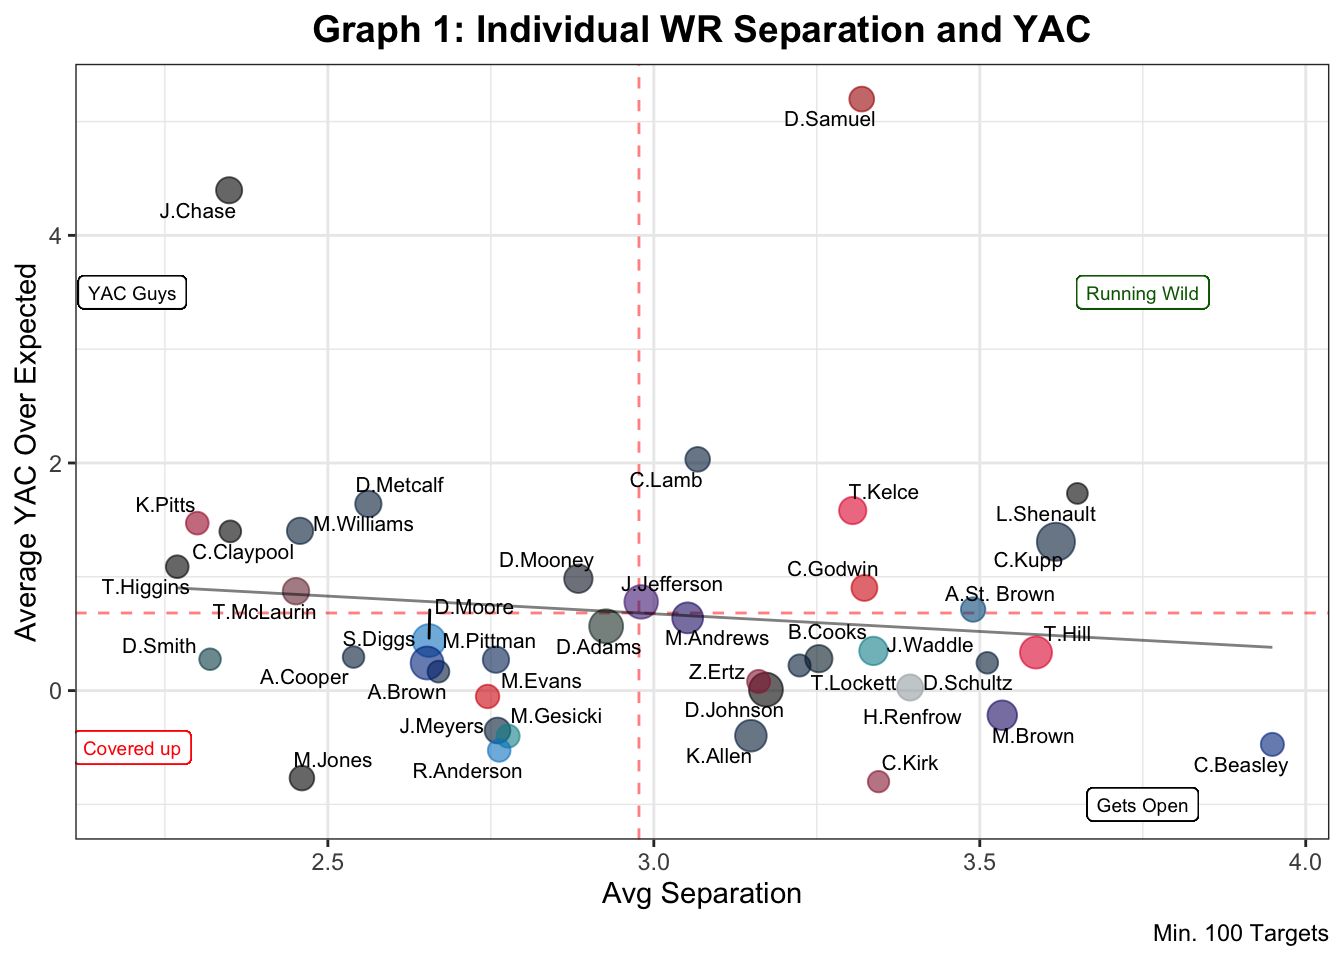 Graph 1: Individual WR Separation and YAC
D.Samuel
J.Chase
4
YAC Guys
Running Wild
Average YAC Over Expected
2
C.Lamb
D.Metcalf
T.Kelce
K.Pitts
M.Williams
L.Shenault
C.Claypool
D.Mooney
C.Kupp
C.Godwin
T.Higgins
J.Jefferson
A.St. Brown
T.McLaurin
D.Moore
D.Smith
S.Diggs
M.Pittman
D.Adams
M.Andrews
B.Cooks
J.Waddle
T.Hill
A.Cooper
A.Brown
M.Evans
Z.Ertz
T.Lockett
D.Schultz
0
J.Meyers
M.Gesicki
D.Johnson
H.Renfrow
M.Brown
Covered up
M.Jones
R.Anderson
K.Allen
C.Kirk
C.Beasley
Gets Open
2.5
3.0
3.5
4.0
Avg Separation
Min. 100 Targets